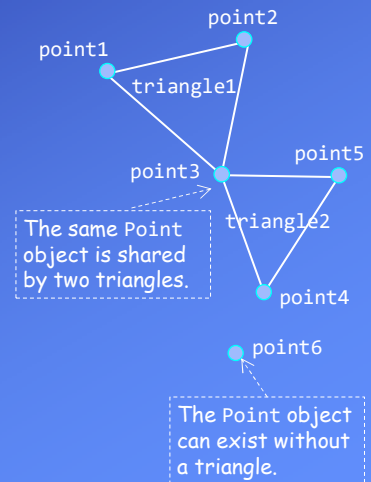 point2
point1
triangle1
point3
point5
The same Point
object is shared
by two triangles.
triangle2
point4
point6
The Point object
can exist without
a triangle.